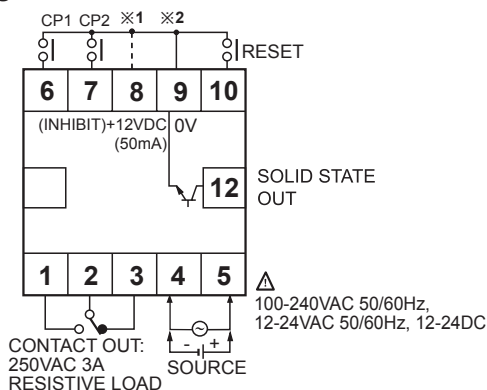 CP1 CP2 ※1 ※2
RESET
6 7 8 9 10
(INHIBIT)+12VDC 0V
(50mA)
12
SOLID STATE
OUT
1 2 3 4 5
100-240VAC 50/60Hz,
12-24VAC 50/60Hz, 12-24DC
- +
CONTACT OUT:
250VAC 3A
RESISTIVE LOAD
SOURCE